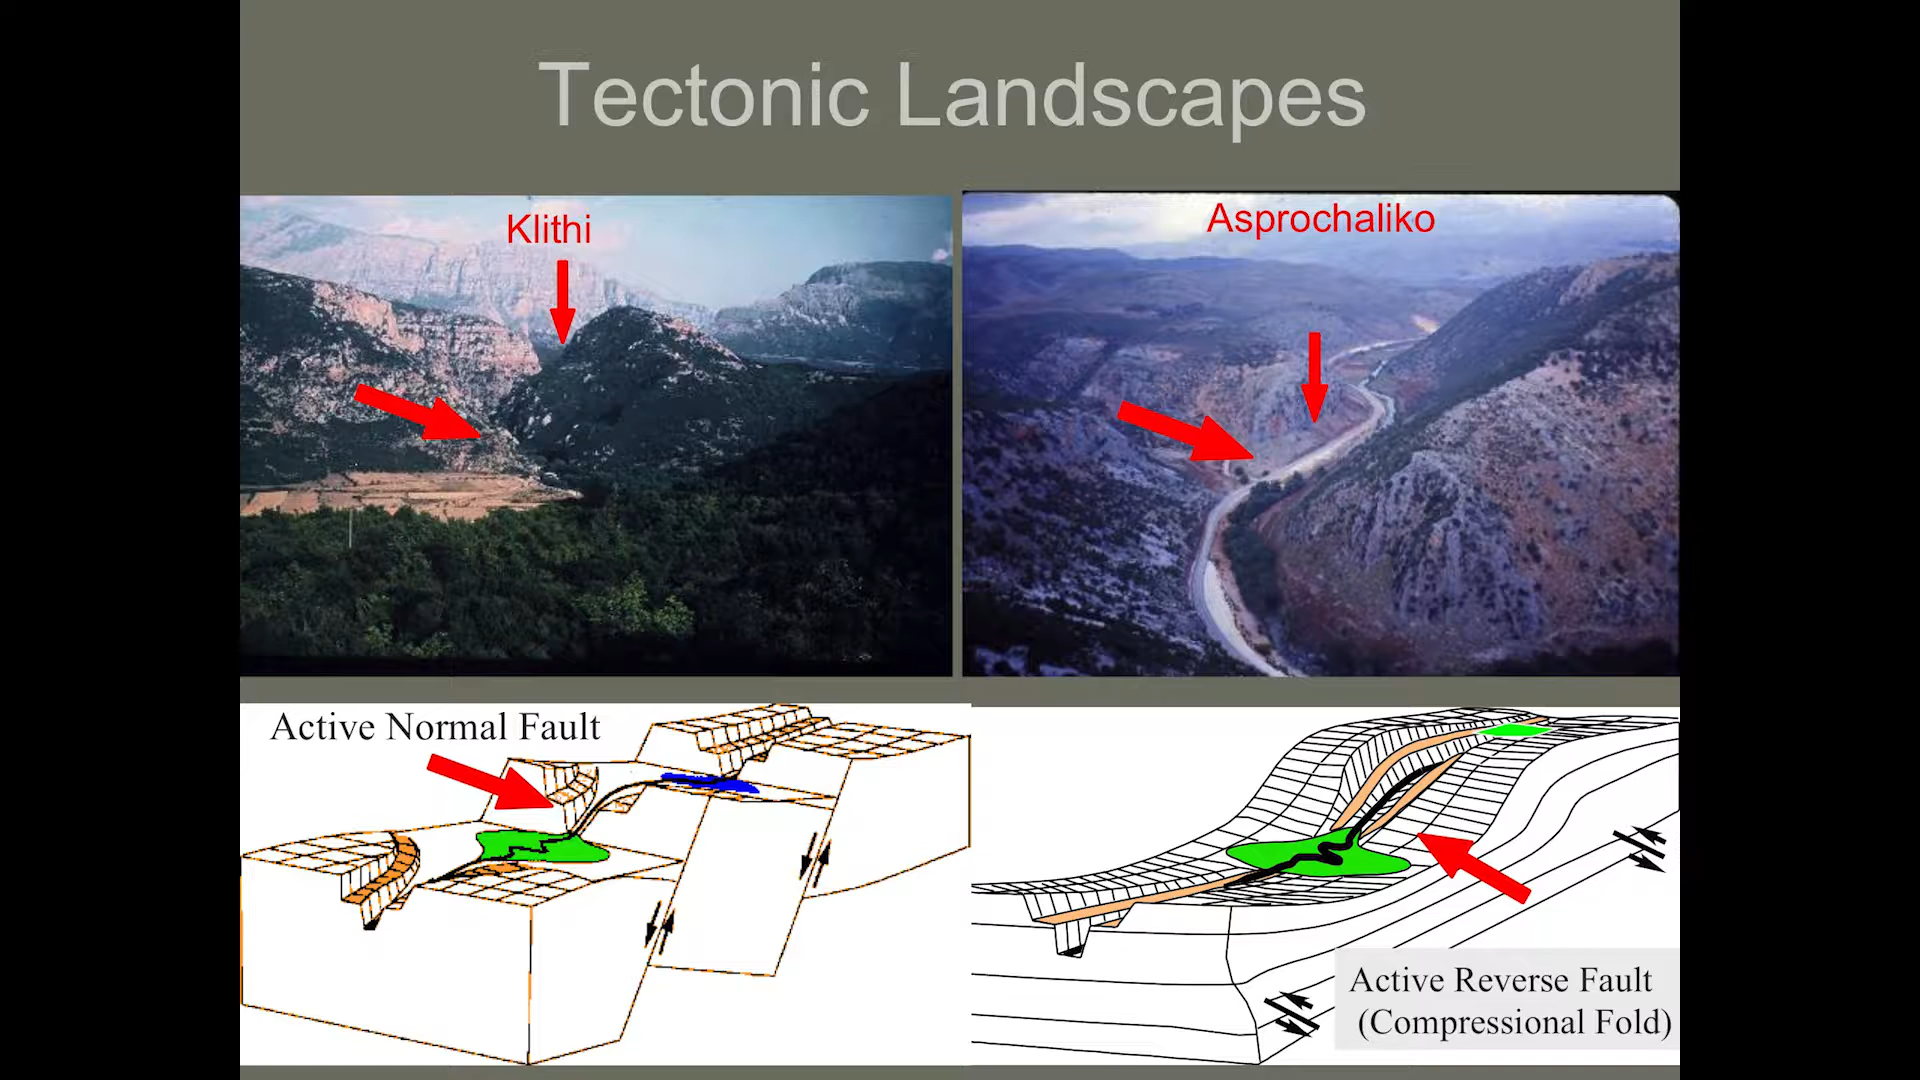 Tectonic Landscapes
Klithi
Asprochaliko
Active Normal Fault
Active Reverse Fault
(Compressional Fold)